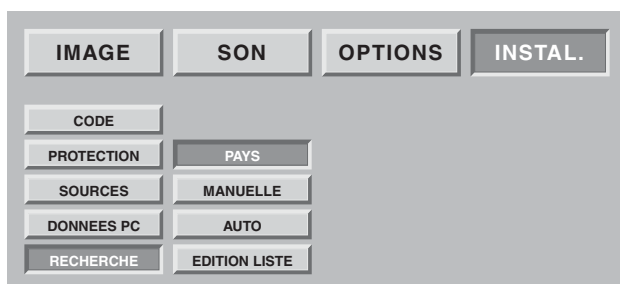 IMAGE SON OPTIONS INSTAL.
CODE
PROTECTION PAYS
SOURCES MANUELLE
DONNEES PC AUTO
RECHERCHE EDITION LISTE